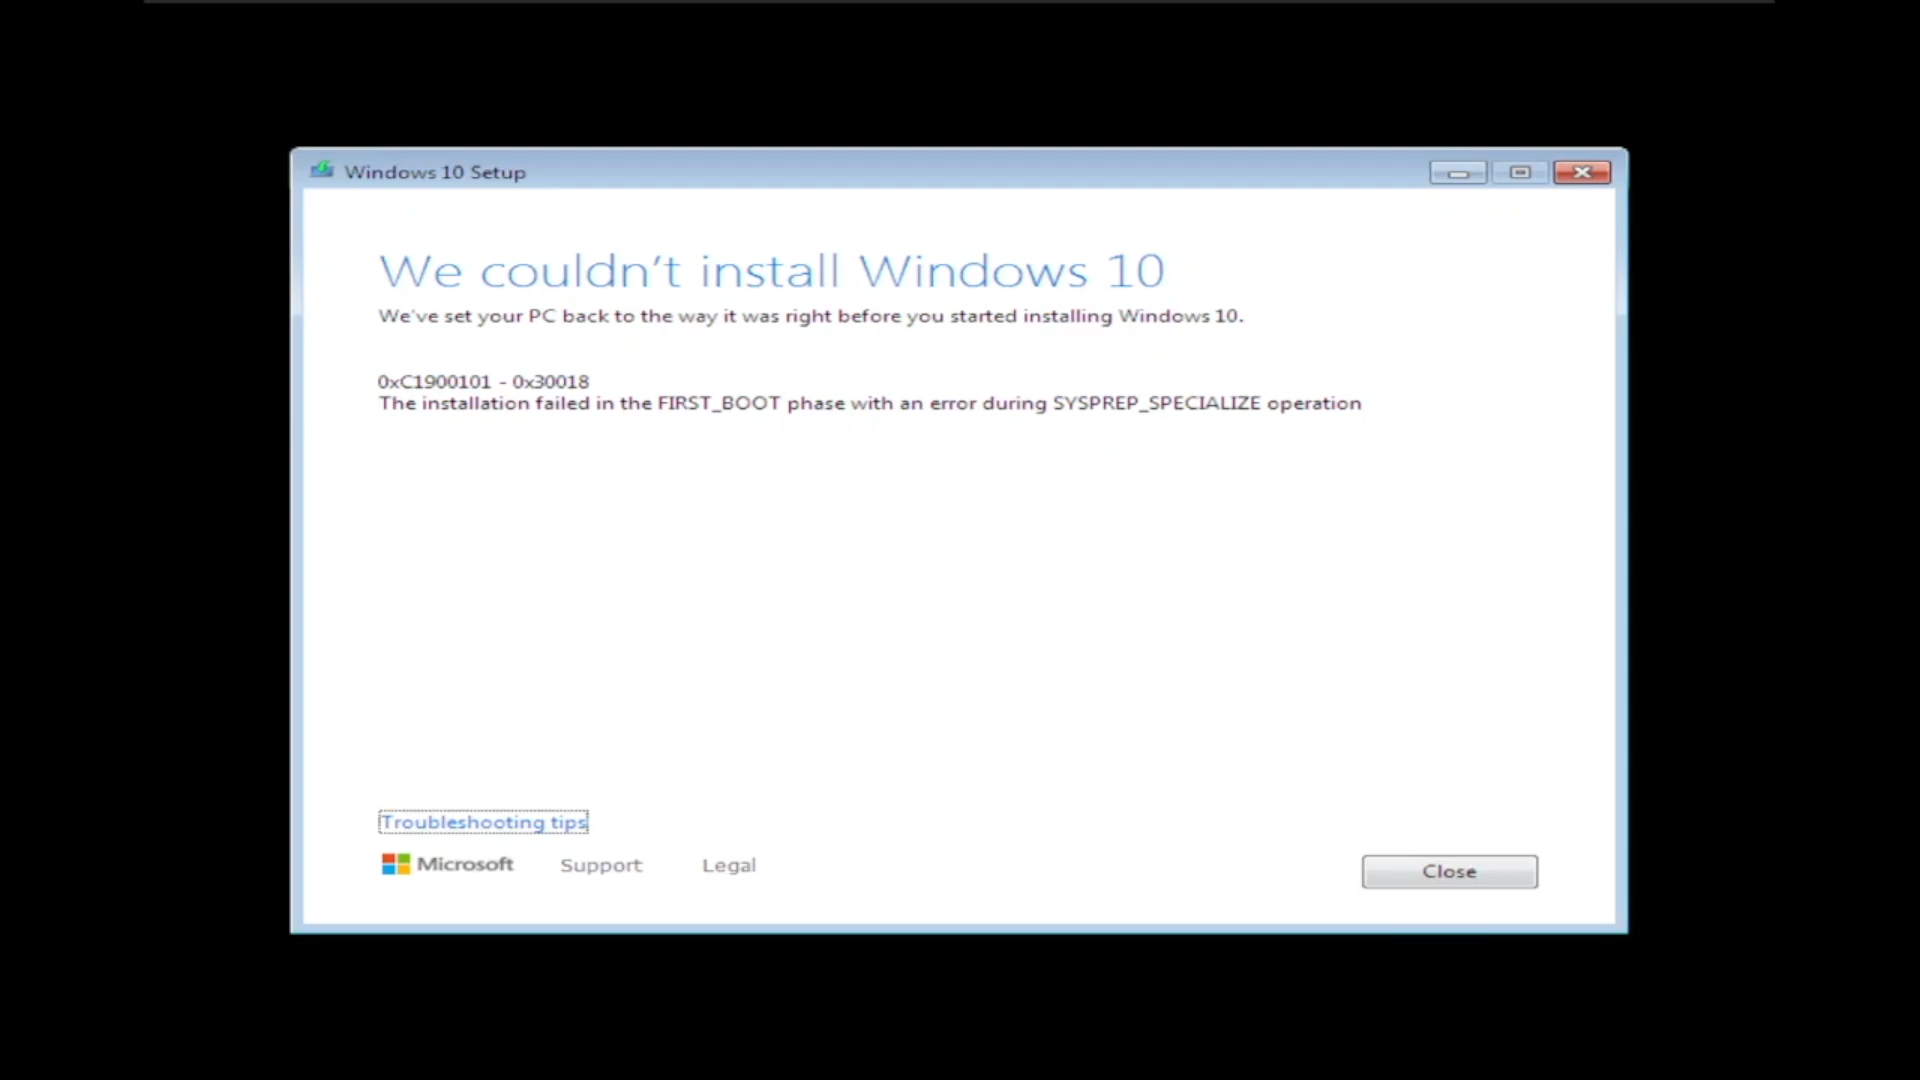 Windows 10 Setup
We couldn't install Windows 10
We've set your PC back to the way it was right before you started installing Windows 10.
0xC1900101 - 0x30018
The installation failed in the FIRST_BOOT phase with an error during SYSPREP_SPECIALIZE operation
Troubleshooting tips
Microsoft Support Legal
Close